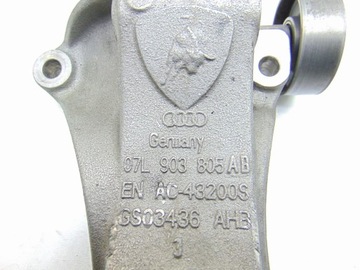 Germany
07L 903 805 AB
EN AC-43200S
GS03436 AHB
3